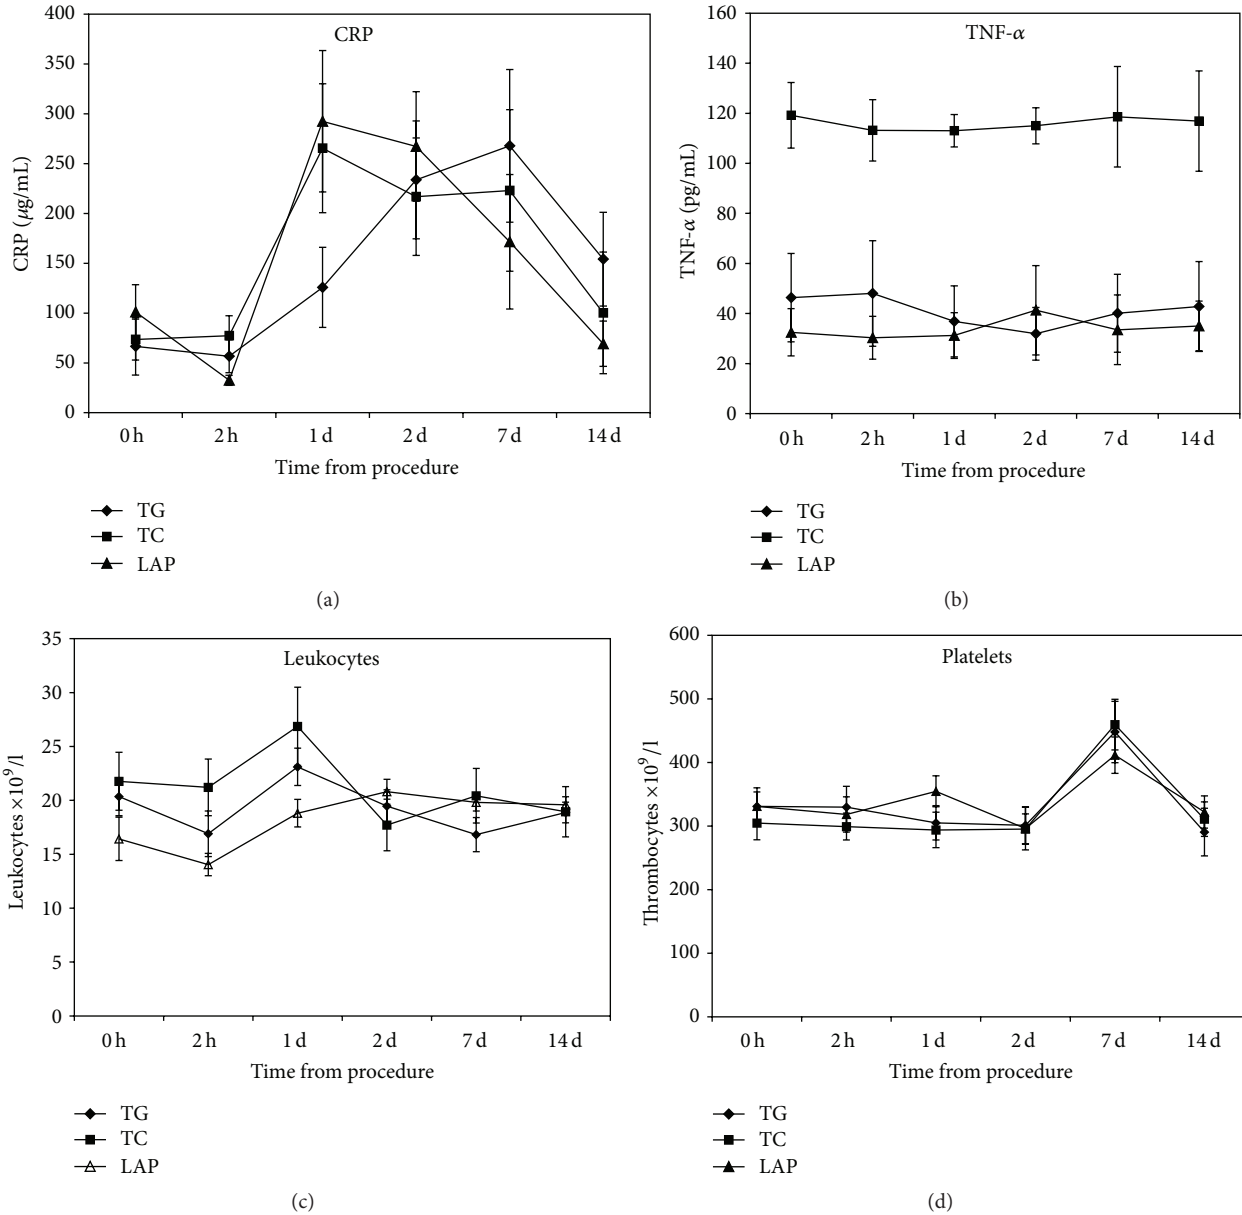 CRP
400
350
300
250
200
150
100
50
0
CRP (μg/mL)
0 h 2 h 1 d 2 d 7 d 14 d
Time from procedure
TG
TC
LAP
(a)
TNF-α
160
140
120
100
80
60
40
20
0
TNF-α (pg/mL)
0 h 2 h 1 d 2 d 7 d 14 d
Time from procedure
TG
TC
LAP
(b)
Leukocytes
35
30
25
20
15
10
5
0
Leukocytes ×10⁹/l
0 h 2 h 1 d 2 d 7 d 14 d
Time from procedure
TG
TC
LAP
(c)
Platelets
600
500
400
300
200
100
0
Thrombocytes ×10⁹/l
0 h 2 h 1 d 2 d 7 d 14 d
Time from procedure
TG
TC
LAP
(d)